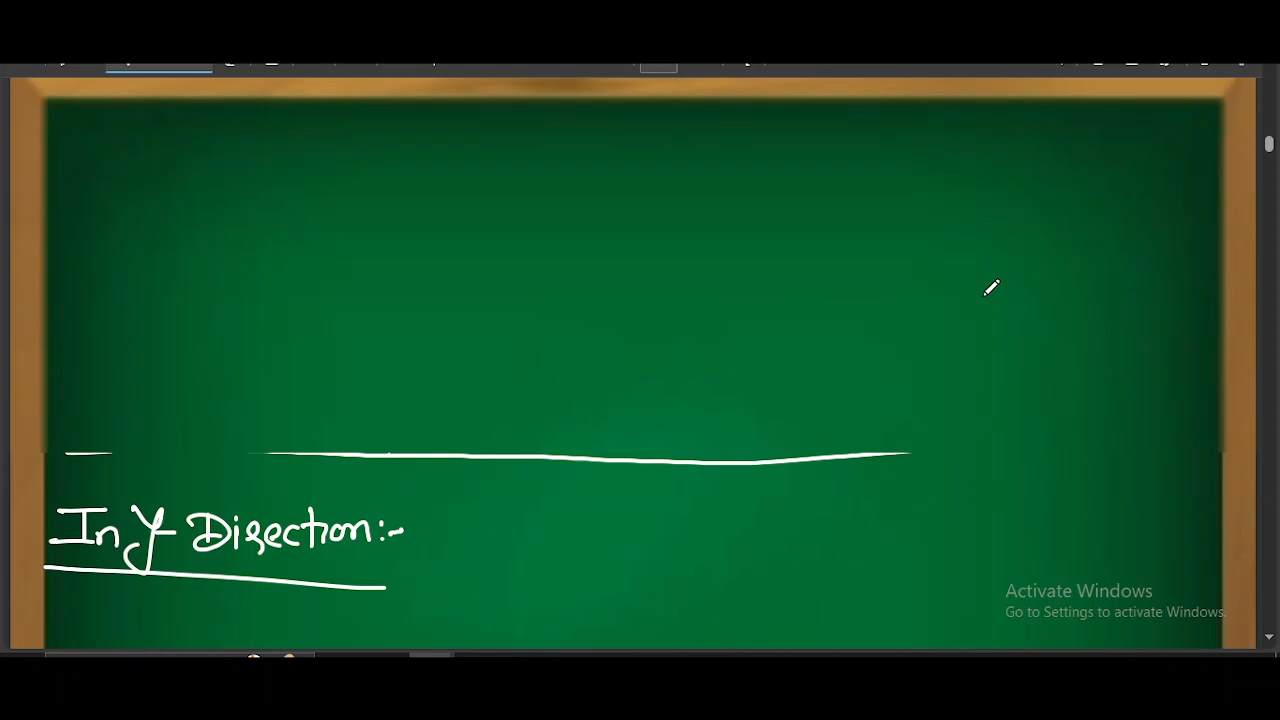 In Y-Direction:-
Activate Windows
Go to Settings to activate Windows.